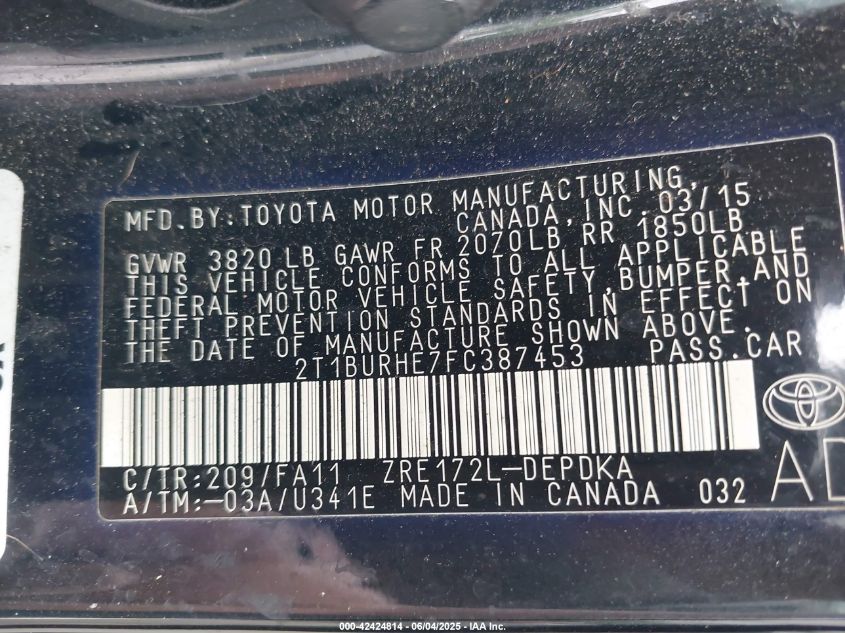 MFD.BY:TOYOTA MOTOR MANUFACTURING,
CANADA, INC. 03/15
GVWR 3820 LB GAWR FR 2070LB RR 1850LB
THIS VEHICLE CONFORMS TO ALL APPLICABLE
FEDERAL MOTOR VEHICLE SAFETY,BUMPER,AND
THEFT PREVENTION STANDARDS IN EFFECT ON
THE DATE OF MANUFACTURE SHOWN ABOVE.
2T1BURHE7FC387453 PASS.CAR
C/TR:209/FA11 ZRE172L-DEPDKA
A/TM:-03A/U341E MADE IN CANADA 032
AD
000-42424814 - 06/04/2025 - IAA Inc.